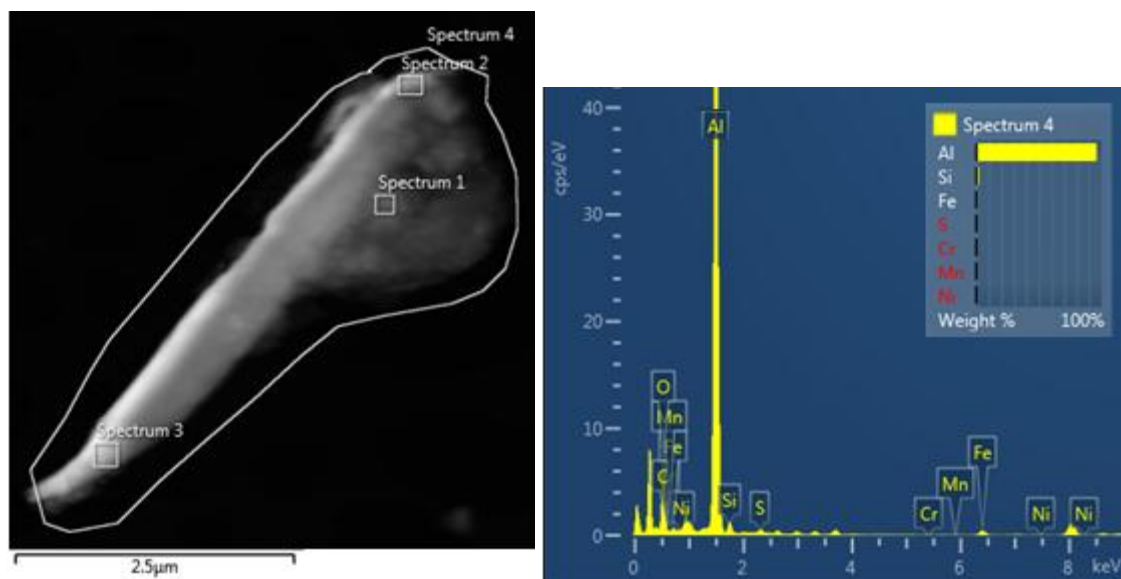 Spectrum 4
Spectrum 2
Spectrum 1
Spectrum 3
2.5µm
cps/eV
40
30
20
10
0
O
Mn
Fe
C
Ni
Al
Si
S
Cr
Mn
Fe
Ni
Ni
0
2
4
6
8
keV
Spectrum 4
Al
Si
Fe
S
Cr
Mn
Ni
Weight % 100%